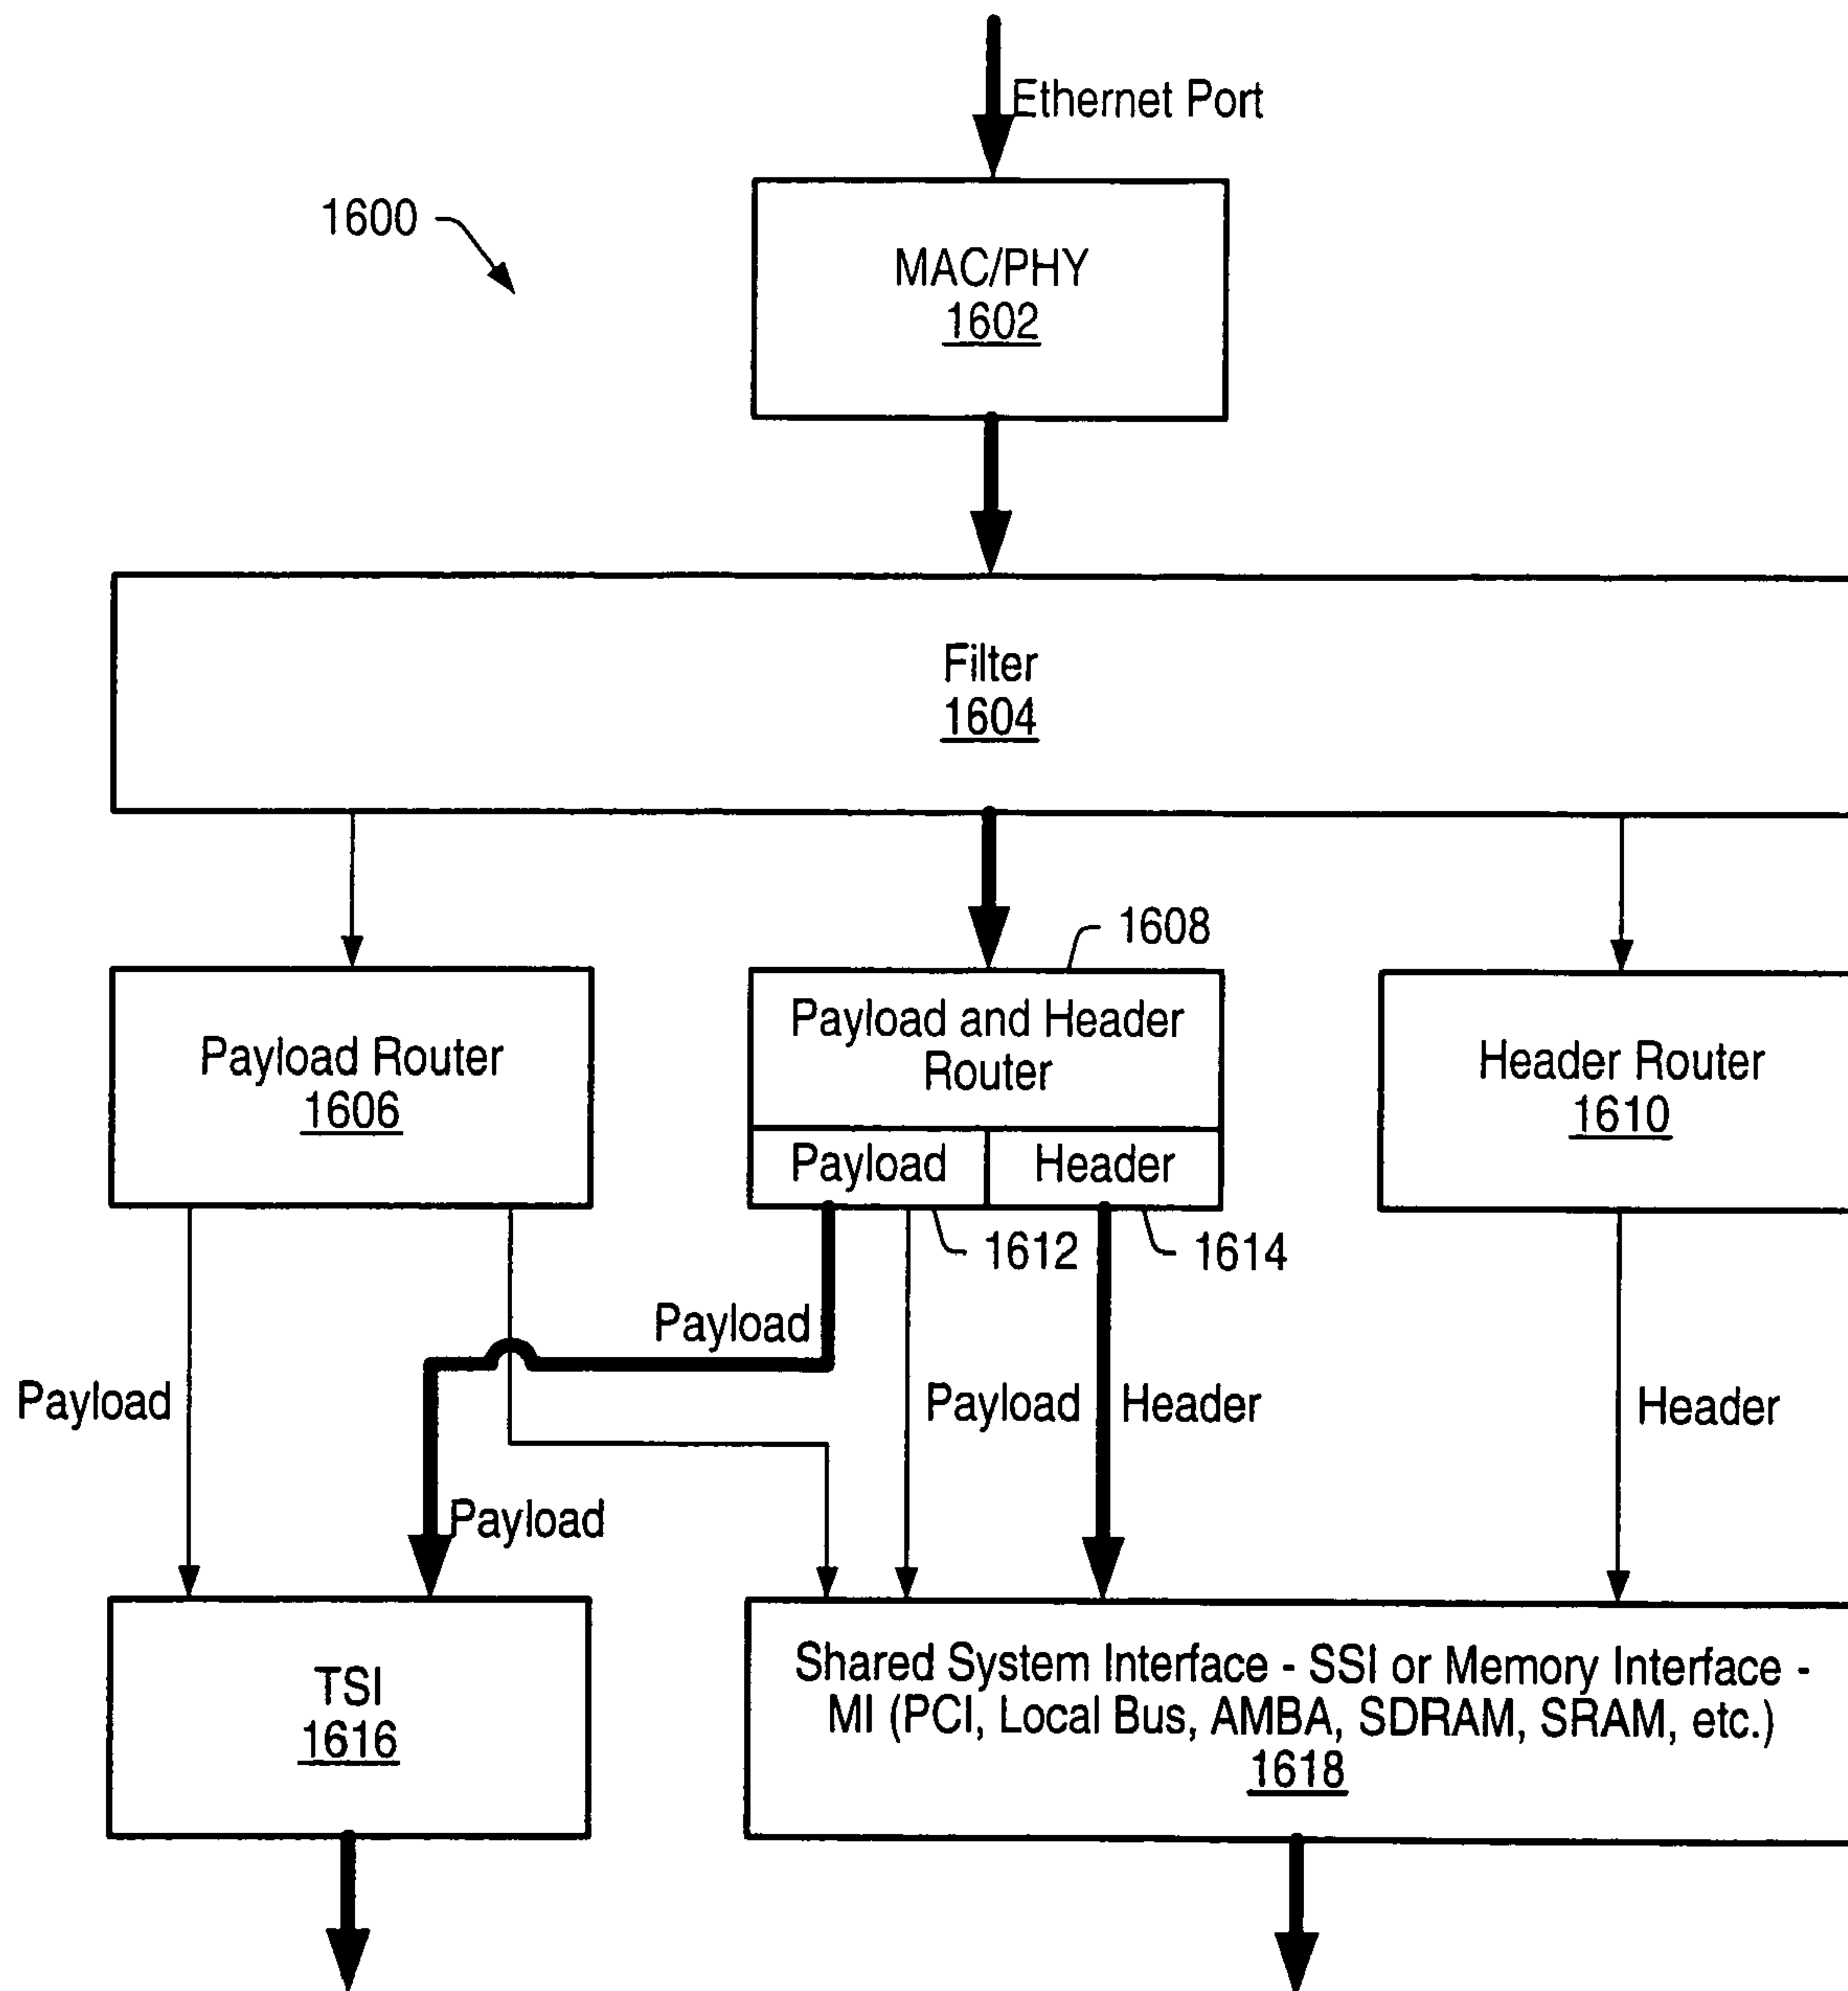 Ethernet Port
1600
MAC/PHY
1602
Filter
1604
1608
Payload Router
1606
Payload and Header
Router
Header Router
1610
Payload
Header
1612
1614
Payload
Payload
Payload
Header
Header
Payload
TSI
1616
Shared System Interface - SSI or Memory Interface -
MI (PCI, Local Bus, AMBA, SDRAM, SRAM, etc.)
1618